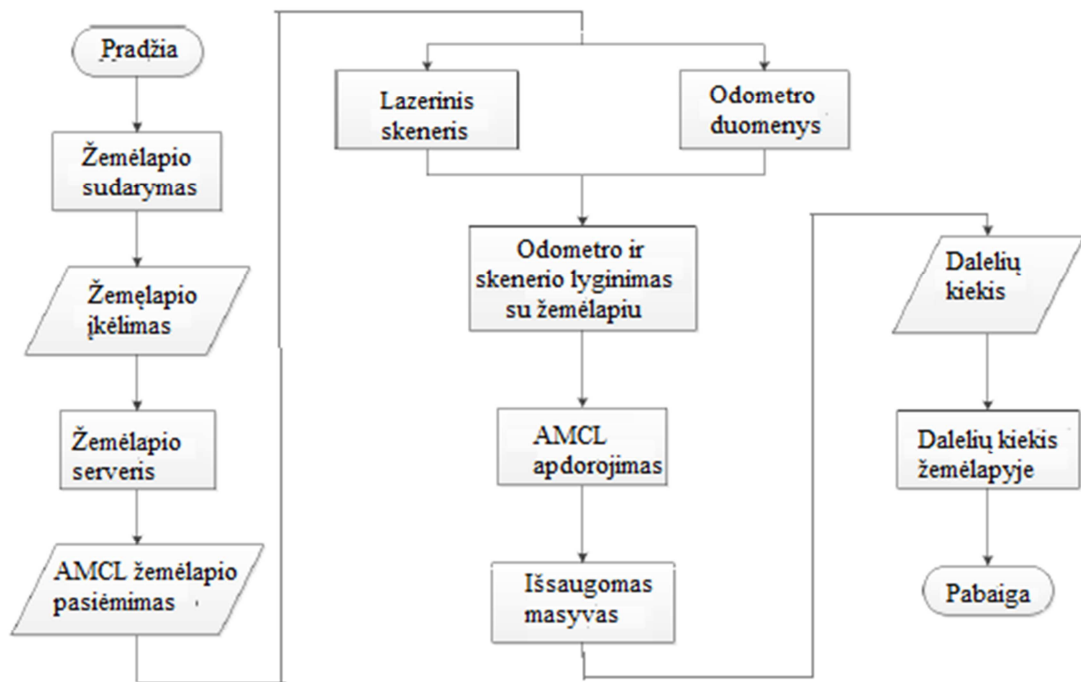 Pradžia
Žemėlapio
sudarymas
Žemęlapio
įkėlimas
Žemėlapio
serveris
AMCL žemėlapio
pasiėmimas
Lazerinis
skeneris
Odometro
duomenys
Odometro ir
skenerio lyginimas
su žemėlapiu
AMCL
apdorojimas
Išsaugomas
masyvas
Dalelių
kiekis
Dalelių kiekis
žemėlapyje
Pabaiga